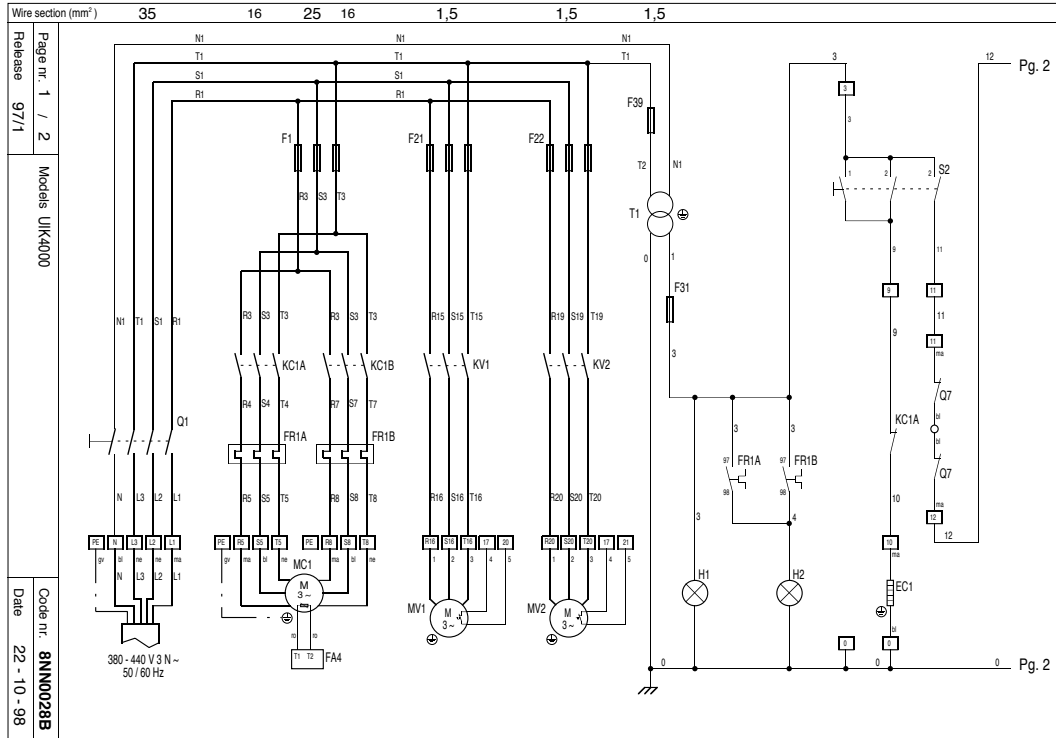 Wire section (mm²) 35 16 25 16 1,5 1,5 1,5
Page nr. 1 / 2
Release 97/1
Models UIK4000
Code nr. 8NN0028B
Date 22 - 10 - 98
N1 N1 N1
T1 T1 T1
S1 S1
R1 R1
3 12 Pg. 2
F1 F21 F22 F39
3
3
T2 N1
R3 S3 T3
1 2 2 S2
T1
0 1
9 11
F31
9 11
N1 T1 S1 R1
R3 S3 T3 R3 S3 T3
R15 S15 T15 R19 S19 T19
9 11
11
ma
3
KC1A KC1B KV1 KV2
Q7
bl
R4 S4 T4 R7 S7 T7
KC1A
Q1
3 3
bl
FR1A FR1B
97 FR1A 97 FR1B
98 98
Q7
ma
N L3 L2 L1
R5 S5 T5 R8 S8 T8
R16 S16 T16 R20 S20 T20
3 4 10
12
12
PE N L3 L2 L1
PE R5 S5 T5 PE R8 S8 T8
R16 S16 T16 17 20
R20 S20 T20 17 21
10
gv bl ne ne ma
gv ma bl ne ma bl ne
1 2 3 4 5
1 2 3 4 5
ma
N L3 L2 L1
MC1
M
3 ~
MV1 M
3 ~
MV2 M
3 ~
H1 H2 EC1
ro ro
bl
T1 T2 FA4
0 0
380 - 440 V 3 N ~
50 / 60 Hz
0 0 0 Pg. 2